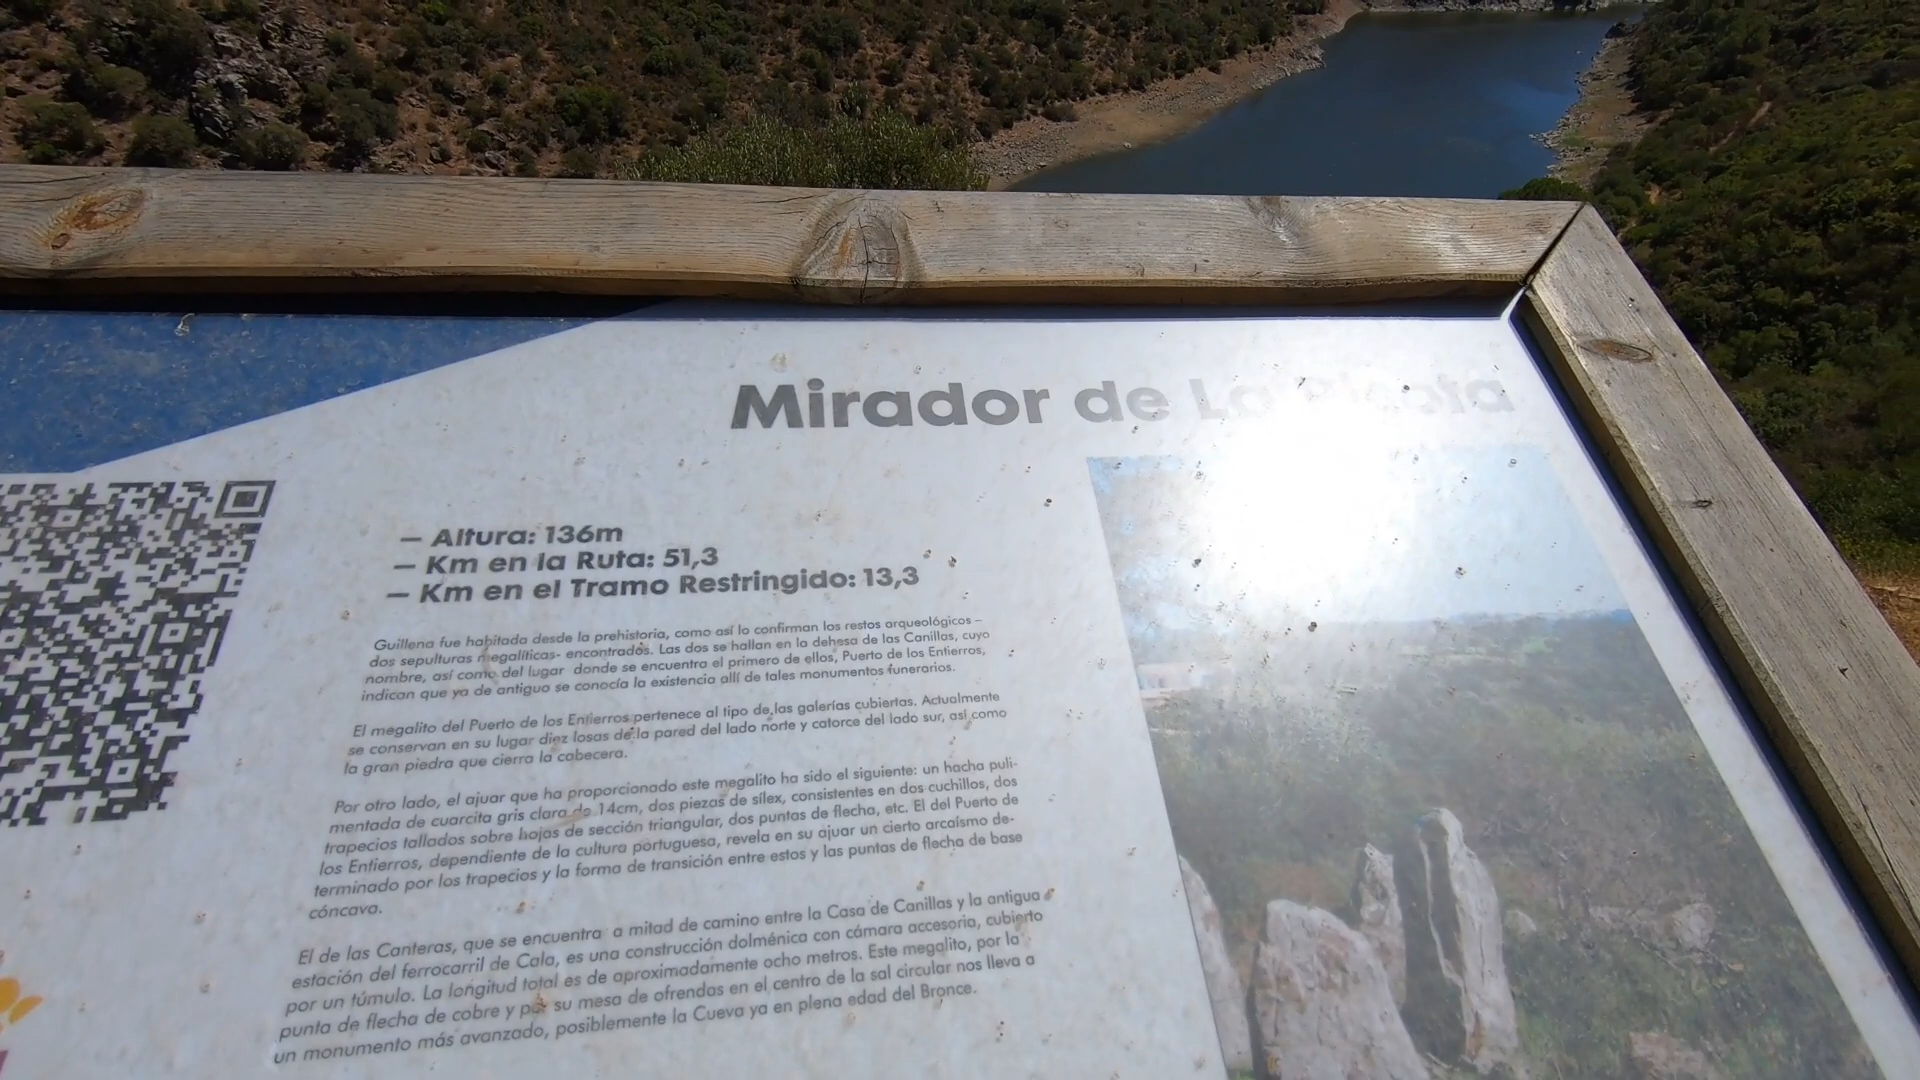 Mirador de La Picota
– Altura: 136m
– Km en la Ruta: 51,3
– Km en el Tramo Restringido: 13,3
Guillena fue habitada desde la prehistoria, como así lo confirman los restos arqueológicos –
dos sepulturas megalíticas- encontrados. Las dos se hallan en la dehesa de las Canillas, cuyo
nombre, así como del lugar donde se encuentra el primero de ellos, Puerto de los Entierros,
indican que ya de antiguo se conocía la existencia allí de tales monumentos funerarios.
El megalito del Puerto de los Entierros pertenece al tipo de las galerías cubiertas. Actualmente
se conservan en su lugar diez losas de la pared del lado norte y catorce del lado sur, así como
la gran piedra que cierra la cabecera.
Por otro lado, el ajuar que ha proporcionado este megalito ha sido el siguiente: un hacha puli-
mentada de cuarcita gris claro de 14cm, dos piezas de sílex, consistentes en dos cuchillos, dos
trapecios tallados sobre hojas de sección triangular, dos puntas de flecha, etc. El del Puerto de
los Entierros, dependiente de la cultura portuguesa, revela en su ajuar un cierto arcaísmo de-
terminado por los trapecios y la forma de transición entre estos y las puntas de flecha de base
cóncava.
El de las Canteras, que se encuentra a mitad de camino entre la Casa de Canillas y la antigua
estación del ferrocarril de Cala, es una construcción dolménica con cámara accesoria, cubierto
por un túmulo. La longitud total es de aproximadamente ocho metros. Este megalito, por la
punta de flecha de cobre y por su mesa de ofrendas en el centro de la sal circular nos lleva a
un monumento más avanzado, posiblemente la Cueva ya en plena edad del Bronce.